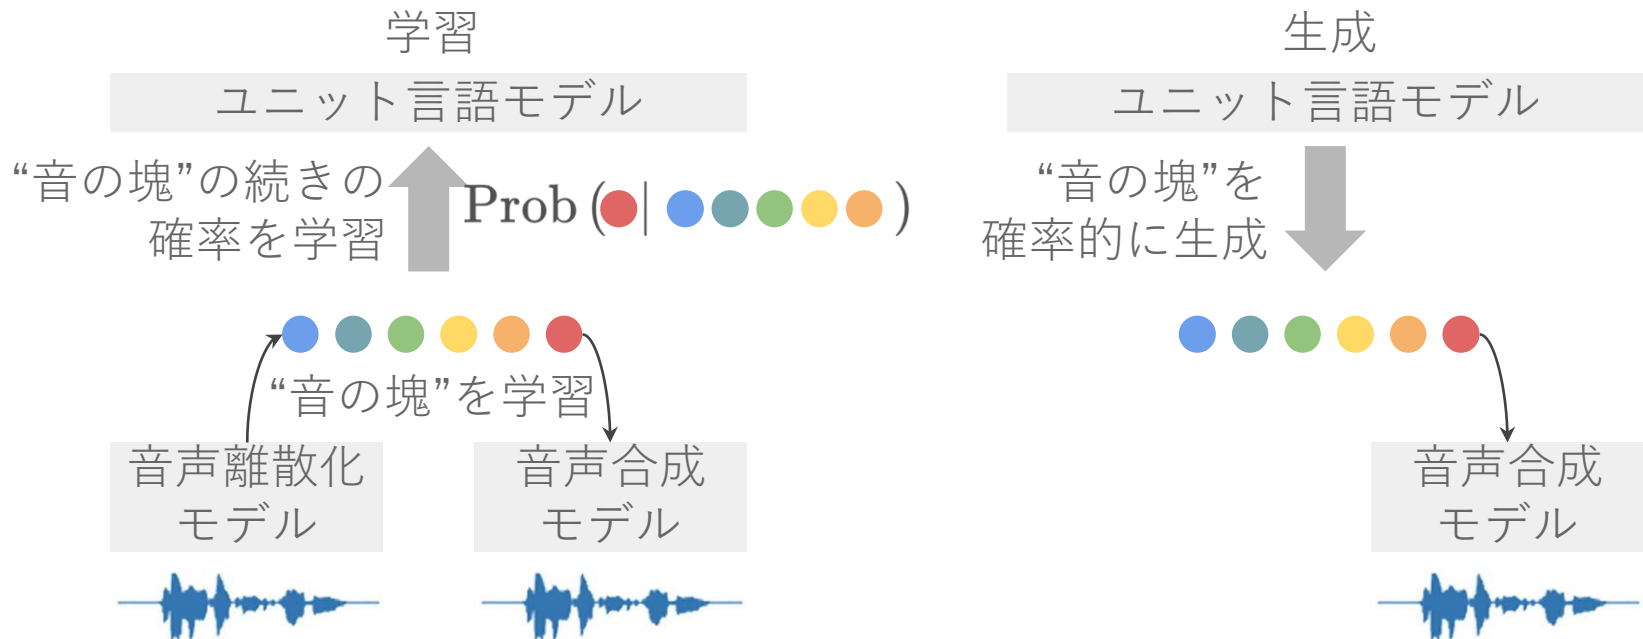 学習
ユニット言語モデル
“音の塊”の続きの
確率を学習
Prob ( | )
“音の塊”を学習
音声離散化
モデル
音声合成
モデル
生成
ユニット言語モデル
“音の塊”を
確率的に生成
音声合成
モデル